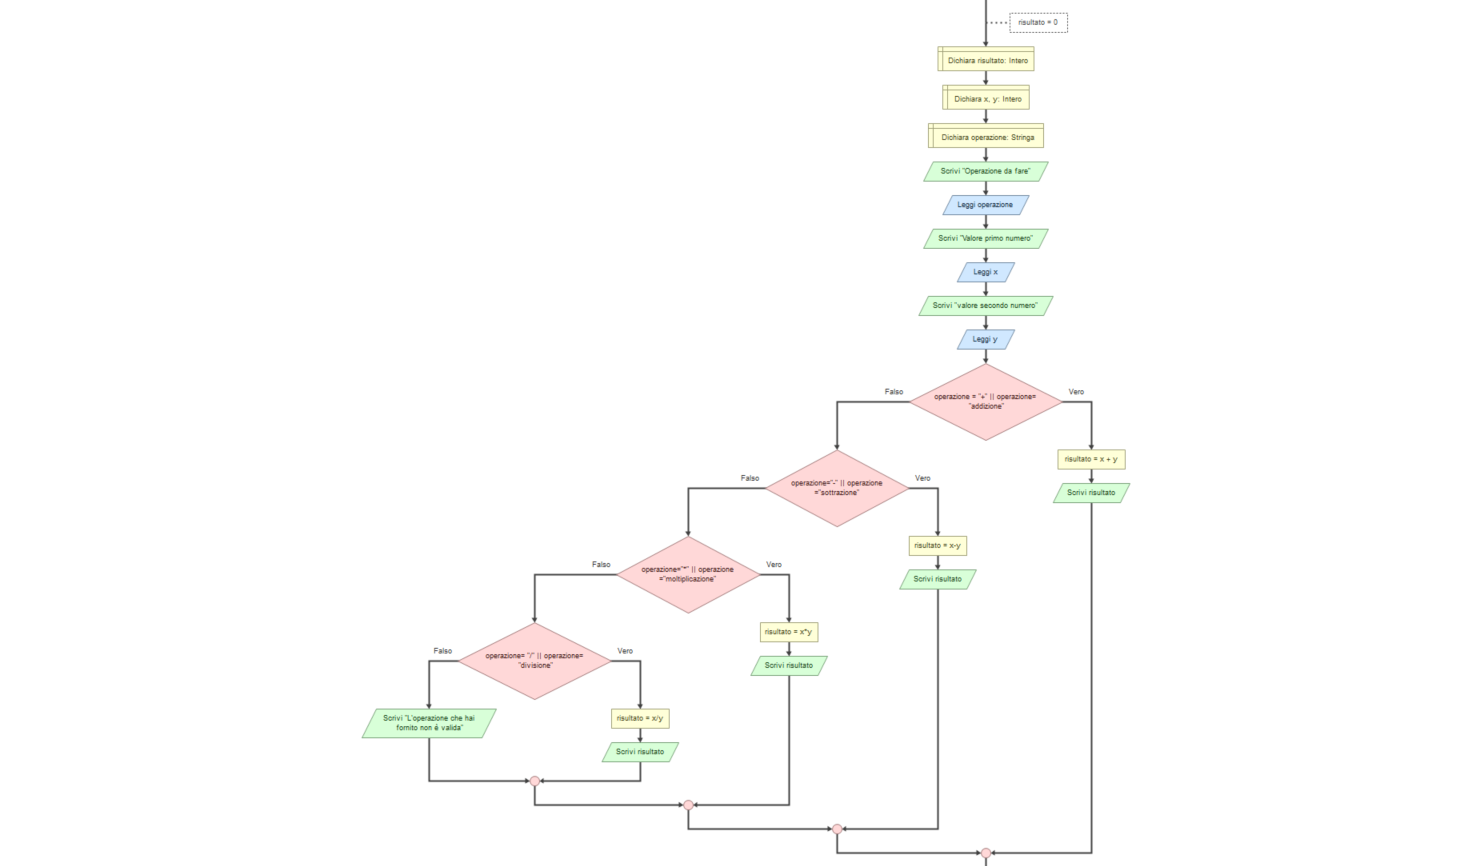 risultato = 0
Dichiara risultato: Intero
Dichiara x, y: Intero
Dichiara operazione: Stringa
Scrivi "Operazione da fare"
Leggi operazione
Scrivi "Valore primo numero"
Leggi x
Scrivi "valore secondo numero"
Leggi y
Falso
Vero
operazione = "+" || operazione=
"addizione"
risultato = x + y
Scrivi risultato
Falso
Vero
operazione="-" || operazione
="sottrazione"
risultato = x-y
Scrivi risultato
Falso
Vero
operazione="*" || operazione
="moltiplicazione"
risultato = x*y
Scrivi risultato
Falso
Vero
operazione= "/" || operazione=
"divisione"
Scrivi "L'operazione che hai
fornito non è valida"
risultato = x/y
Scrivi risultato